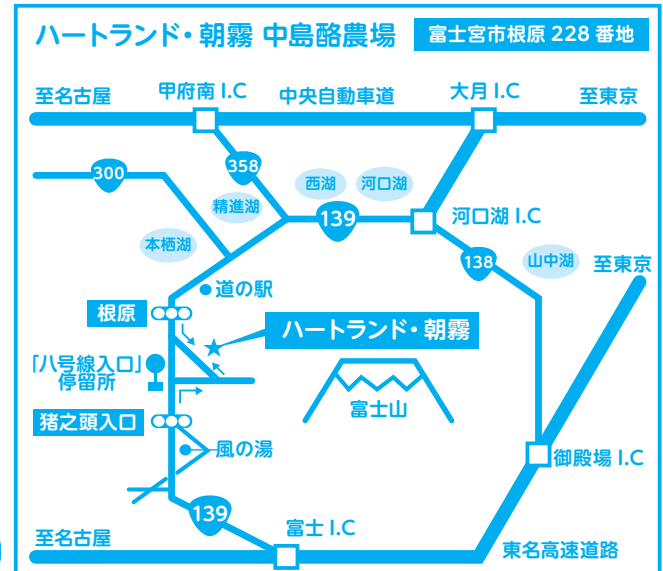 ハートランド・朝霧 中島酪農場
富士宮市根原 228 番地
至名古屋
甲府南 I.C
中央自動車道
大月 I.C
至東京
300
358
西湖
河口湖
精進湖
139
河口湖 I.C
本栖湖
138
山中湖
至東京
道の駅
根原
ハートランド・朝霧
「八号線入口」
停留所
富士山
猪之頭入口
風の湯
御殿場 I.C
139
至名古屋
富士 I.C
東名高速道路